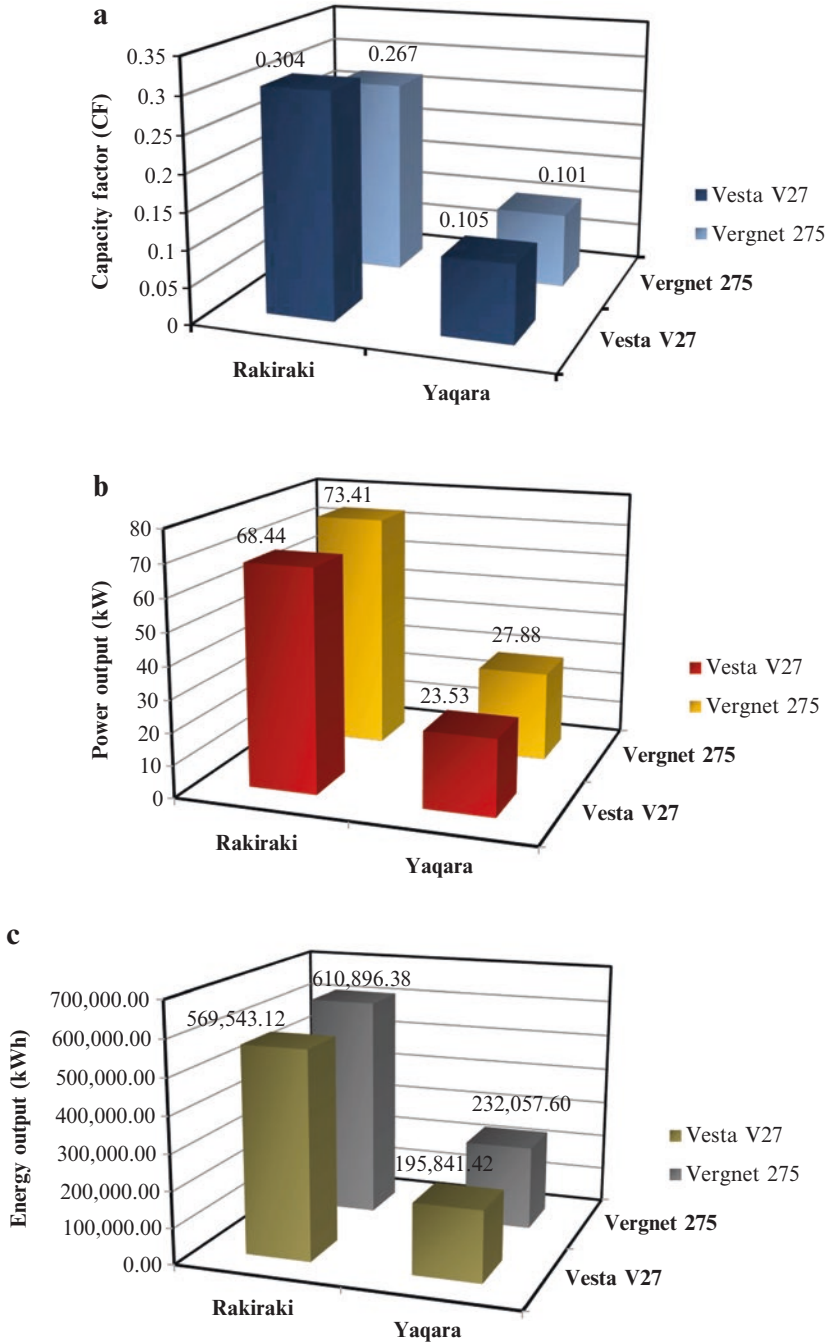 a
0.35
0.3
0.25
0.2
0.15
0.1
0.05
0
Capacity factor (CF)
0.304
0.267
0.105
0.101
Rakiraki
Yaqara
Vergnet 275
Vesta V27
Vesta V27
Vergnet 275
b
80
70
60
50
40
30
20
10
0
Power output (kW)
68.44
73.41
23.53
27.88
Rakiraki
Yaqara
Vergnet 275
Vesta V27
Vesta V27
Vergnet 275
c
700,000.00
600,000.00
500,000.00
400,000.00
300,000.00
200,000.00
100,000.00
0.00
Energy output (kWh)
569,543.12
610,896.38
195,841.42
232,057.60
Rakiraki
Yaqara
Vergnet 275
Vesta V27
Vesta V27
Vergnet 275